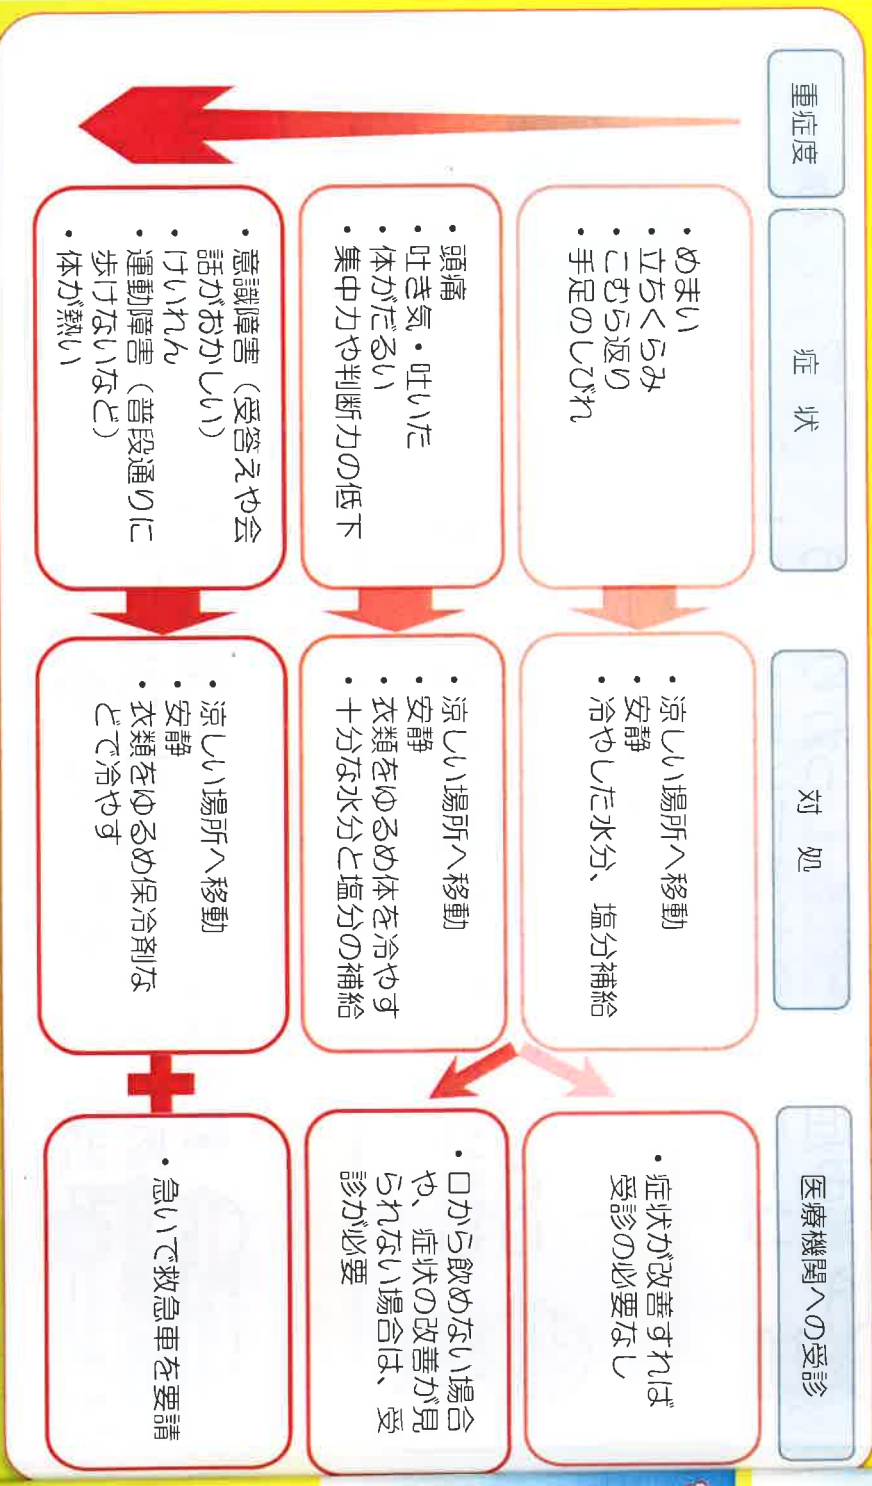 重症度
症 状
対 処
医療機関への受診
・めまい
・立ちくらみ
・こむら返り
・手足のしびれ
・涼しい場所へ移動
・安静
・冷やした水分、塩分補給
・症状が改善すれば
受診の必要なし
・頭痛
・吐き気・吐いた
・体がだるい
・集中力や判断力の低下
・涼しい場所へ移動
・安静
・衣類をゆるめ体を冷やす
・十分な水分と塩分の補給
・口から飲めない場合
や、症状の改善が見
られない場合は、受
診が必要
・意識障害（受答えや会
話がおかしい）
・けいれん
・運動障害（普段通りに
歩けないなど）
・体が熱い
・涼しい場所へ移動
・安静
・衣類をゆるめ保冷剤な
どで冷やす
・急いで救急車を要請